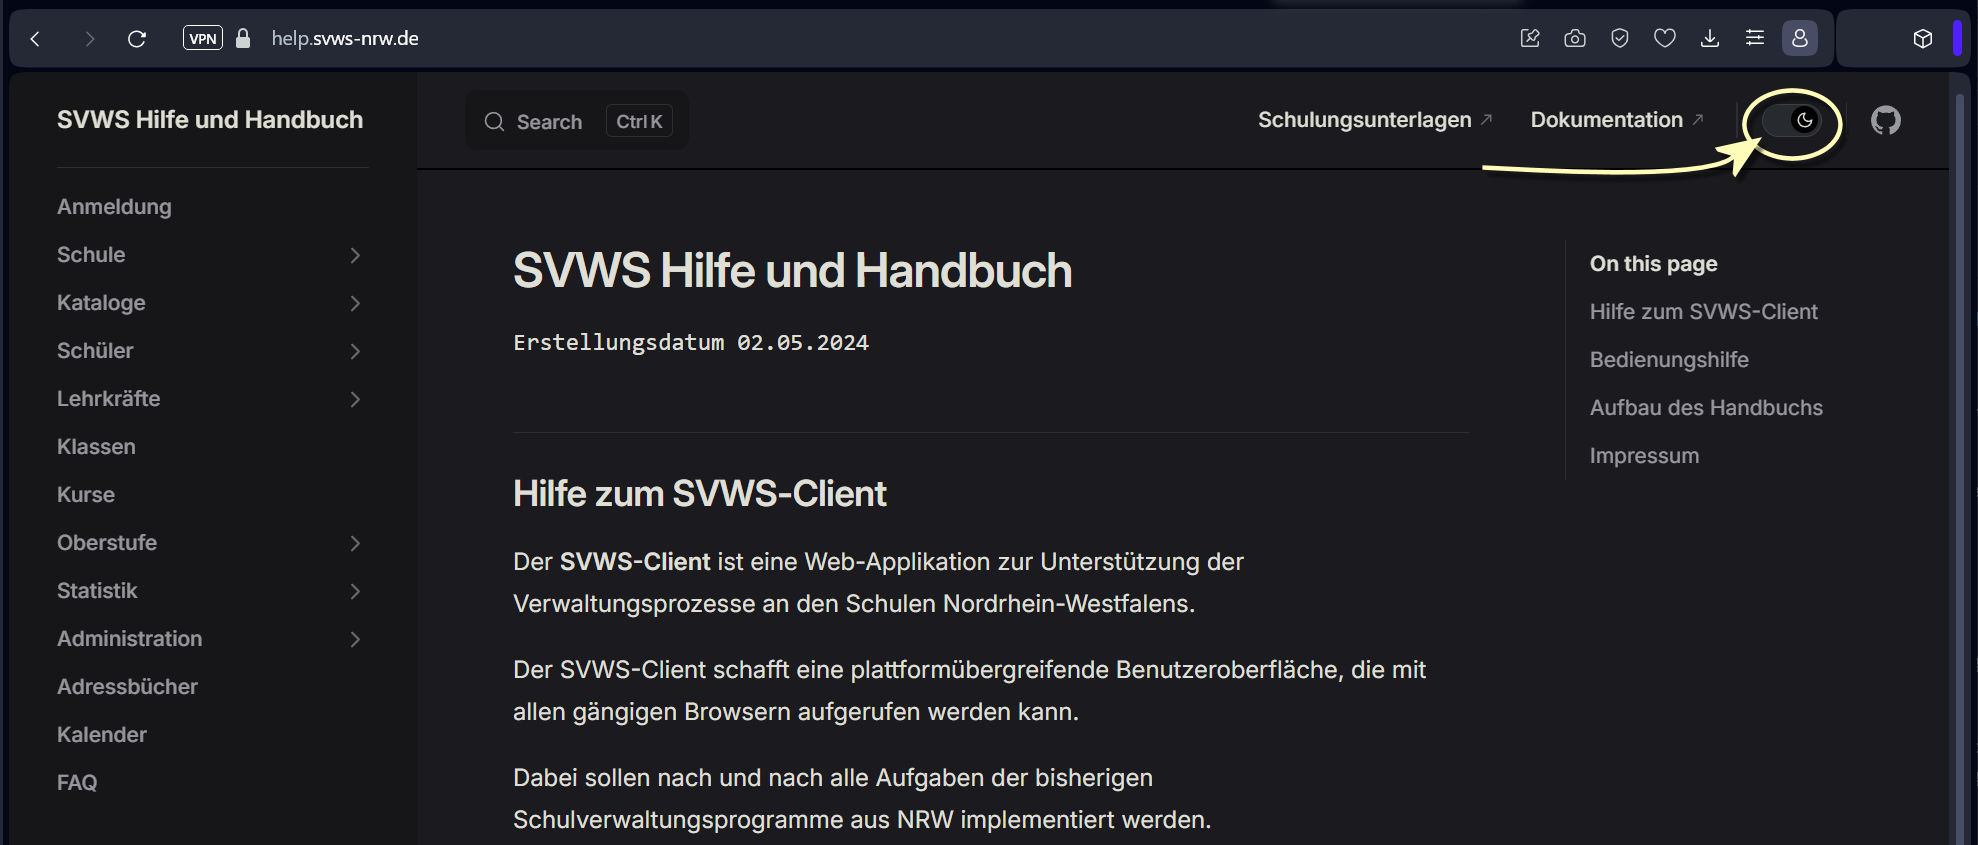 VPN
help.svws-nrw.de
SVWS Hilfe und Handbuch
Search
Ctrl K
Schulungsunterlagen
Dokumentation
Anmeldung
Schule
Kataloge
Schüler
Lehrkräfte
Klassen
Kurse
Oberstufe
Statistik
Administration
Adressbücher
Kalender
FAQ
SVWS Hilfe und Handbuch
Erstellungsdatum 02.05.2024
Hilfe zum SVWS-Client
Der SVWS-Client ist eine Web-Applikation zur Unterstützung der
Verwaltungsprozesse an den Schulen Nordrhein-Westfalens.
Der SVWS-Client schafft eine plattformübergreifende Benutzeroberfläche, die mit
allen gängigen Browsern aufgerufen werden kann.
Dabei sollen nach und nach alle Aufgaben der bisherigen
Schulverwaltungsprogramme aus NRW implementiert werden.
On this page
Hilfe zum SVWS-Client
Bedienungshilfe
Aufbau des Handbuchs
Impressum